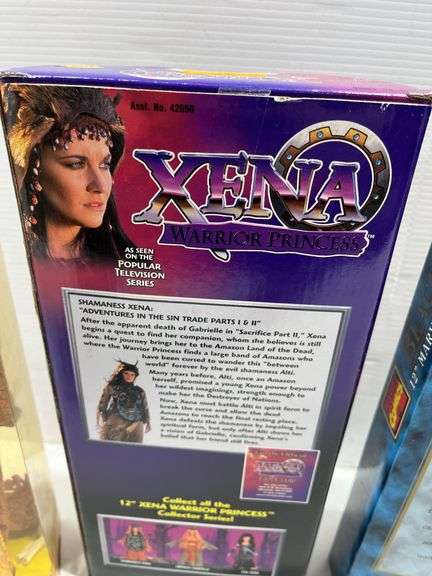 Asst. No. 42050
XENA
WARRIOR PRINCESS™
AS SEEN
ON THE
POPULAR
TELEVISION
SERIES
SHAMANESS XENA:
"ADVENTURES IN THE SIN TRADE PARTS I & II"
After the apparent death of Gabrielle in "Sacrifice Part II," Xena
begins a quest to find her companion, whom she believes is still
alive. Her journey brings her to the Amazon Land of the Dead,
where the Warrior Princess finds a large band of Amazons who
have been cursed to wander this "between
world" forever by the evil shamaness Alti.
Many years before, Alti, once an Amazon
herself, promised a young Xena power beyond
her wildest imaginings, strength enough to
make her the Destroyer of Nations.
Now, Xena must battle Alti in spirit form to
break the curse and allow the dead
Amazons to reach the final resting place.
Xena defeats the shamaness by impaling her
spiritual form, but only after Alti shows her
a vision of Gabrielle, confirming Xena's
belief that her friend still lives.
XENA
Collect all the
12" XENA WARRIOR PRINCESS™
Collector Series!
12" MARV